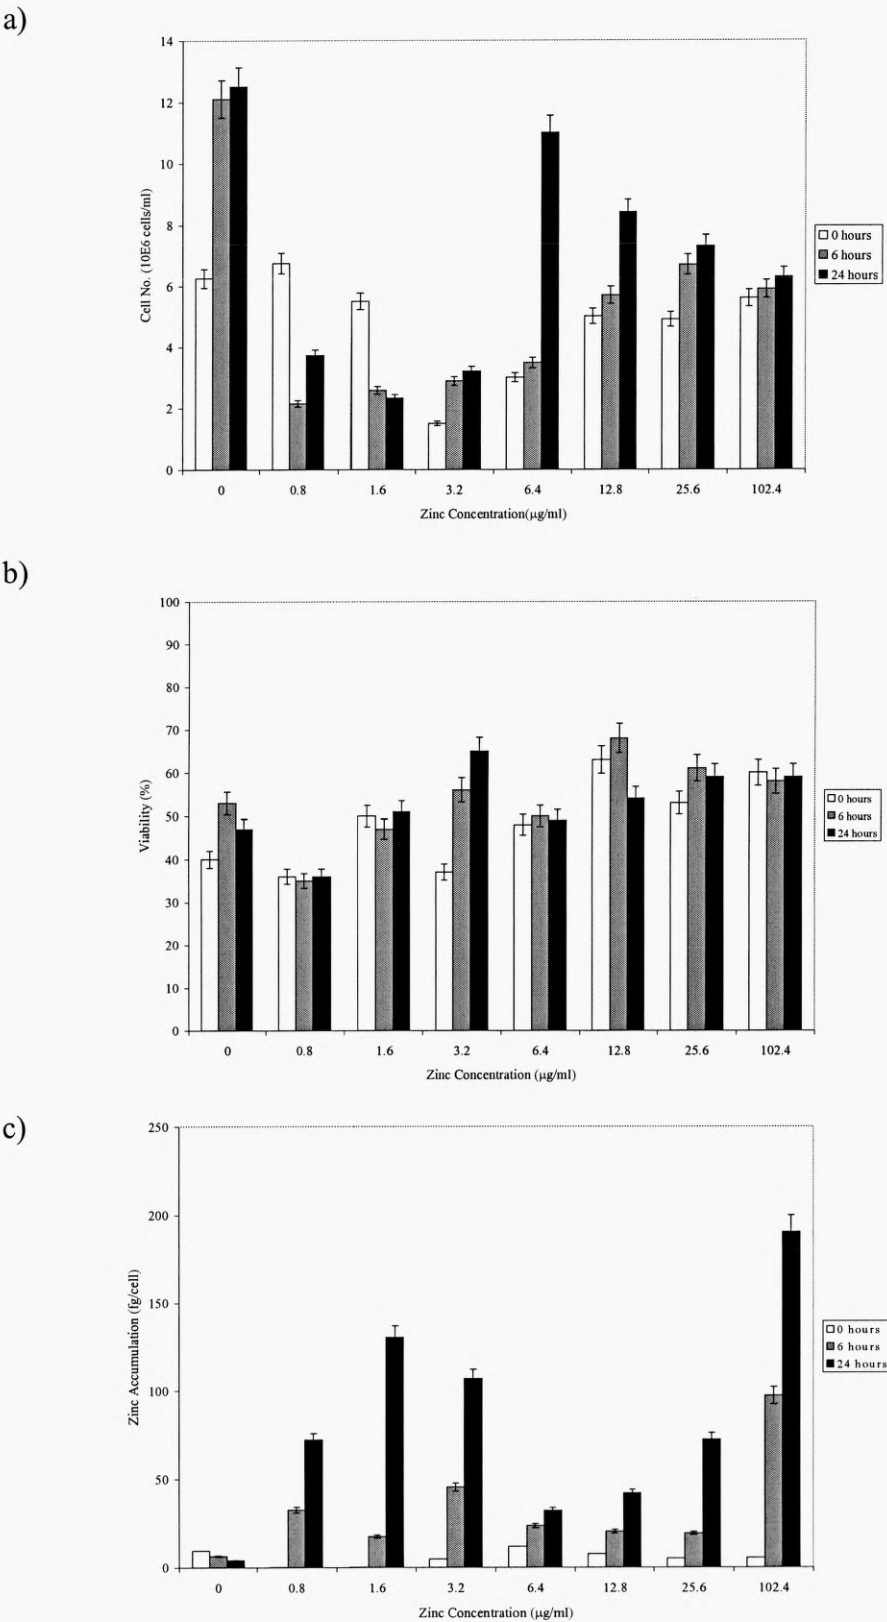 a)
14
12
10
8
6
4
2
0
Cell No. (10E6 cells/ml)
0 0.8 1.6 3.2 6.4 12.8 25.6 102.4
Zinc Concentration(µg/ml)
0 hours
6 hours
24 hours
b)
100
90
80
70
60
50
40
30
20
10
0
Viability (%)
0 0.8 1.6 3.2 6.4 12.8 25.6 102.4
Zinc Concentration (µg/ml)
0 hours
6 hours
24 hours
c)
250
200
150
100
50
0
Zinc Accumulation (fg/cell)
0 0.8 1.6 3.2 6.4 12.8 25.6 102.4
Zinc Concentration (µg/ml)
0 hours
6 hours
24 hours